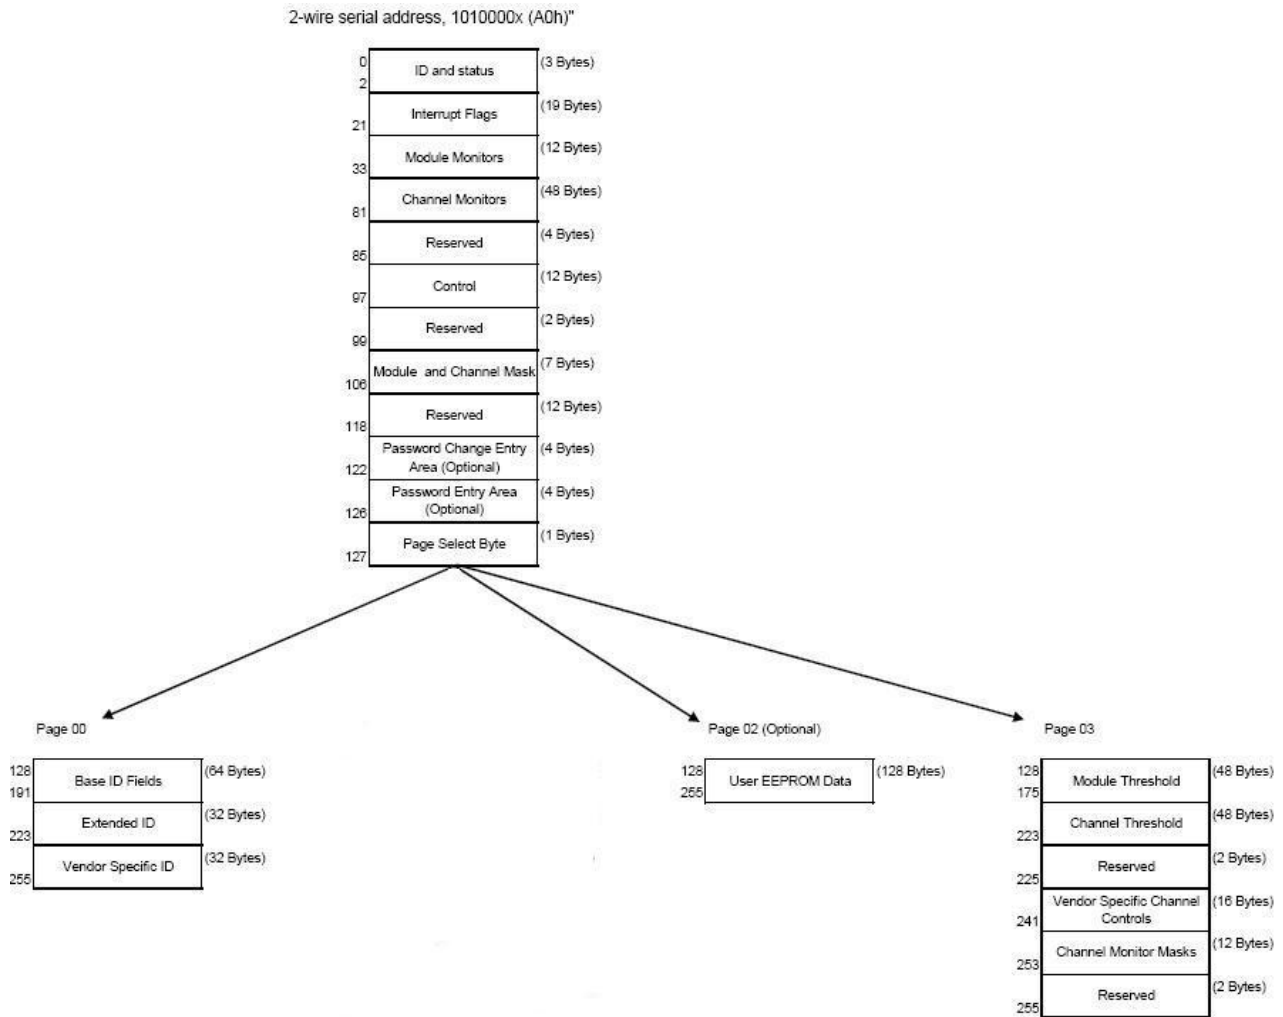 2-wire serial address, 1010000x (A0h)"
0
2
ID and status
(3 Bytes)
21
Interrupt Flags
(19 Bytes)
33
Module Monitors
(12 Bytes)
81
Channel Monitors
(48 Bytes)
85
Reserved
(4 Bytes)
97
Control
(12 Bytes)
99
Reserved
(2 Bytes)
106
Module and Channel Mask
(7 Bytes)
118
Reserved
(12 Bytes)
122
Password Change Entry
Area (Optional)
(4 Bytes)
126
Password Entry Area
(Optional)
(4 Bytes)
127
Page Select Byte
(1 Bytes)
Page 00
128
191
Base ID Fields
(64 Bytes)
223
Extended ID
(32 Bytes)
255
Vendor Specific ID
(32 Bytes)
Page 02 (Optional)
128
255
User EEPROM Data
(128 Bytes)
Page 03
128
175
Module Threshold
(48 Bytes)
223
Channel Threshold
(48 Bytes)
225
Reserved
(2 Bytes)
241
Vendor Specific Channel
Controls
(16 Bytes)
253
Channel Monitor Masks
(12 Bytes)
255
Reserved
(2 Bytes)